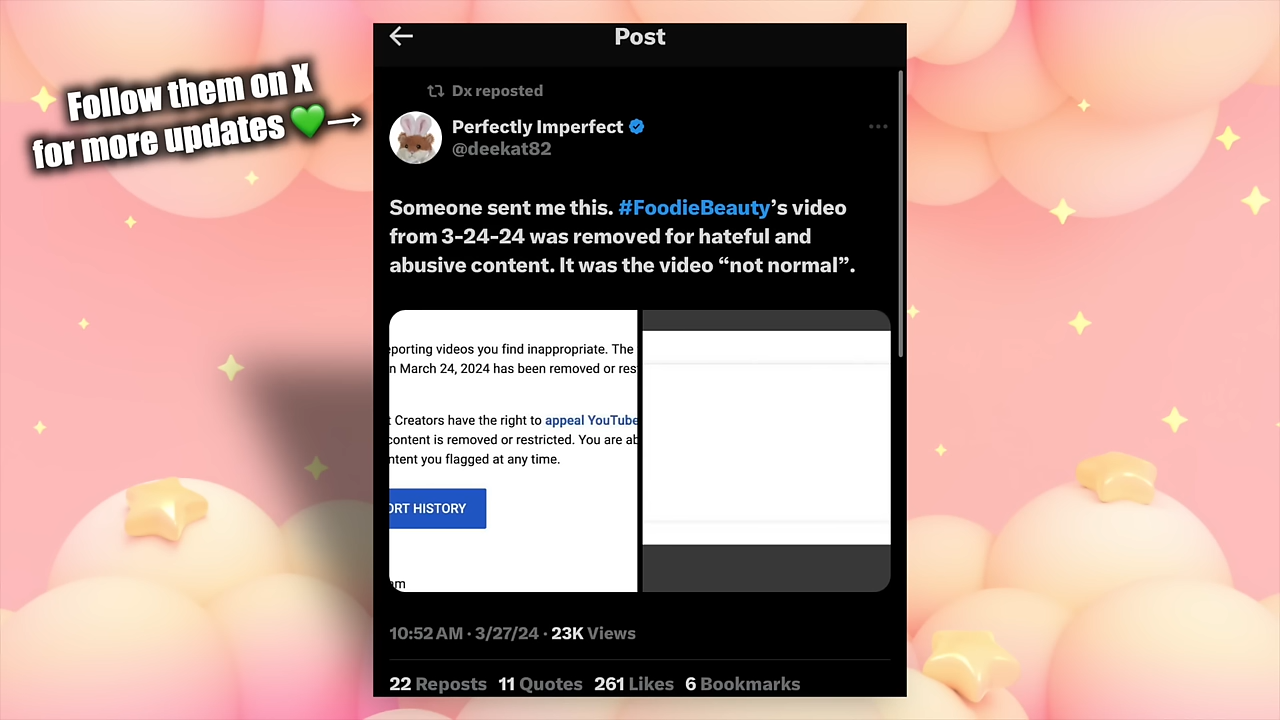 Follow them on X
for more updates 💚→
Post
Dx reposted
Perfectly Imperfect
@deekat82
Someone sent me this. #FoodieBeauty’s video
from 3-24-24 was removed for hateful and
abusive content. It was the video “not normal”.
eporting videos you find inappropriate. The
n March 24, 2024 has been removed or res
t Creators have the right to appeal YouTube
content is removed or restricted. You are ab
ntent you flagged at any time.
ORT HISTORY
am
10:52 AM · 3/27/24 · 23K Views
22 Reposts 11 Quotes 261 Likes 6 Bookmarks